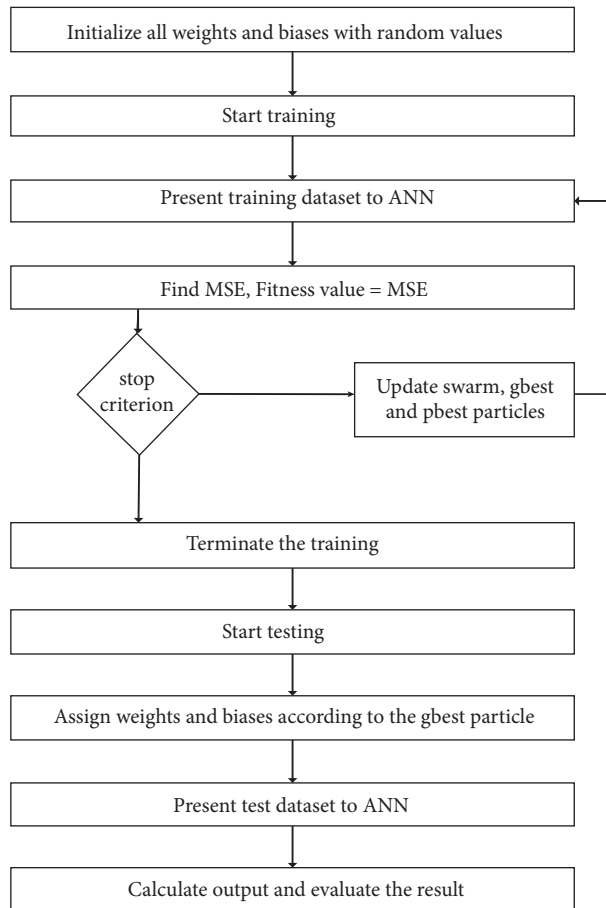 Initialize all weights and biases with random values
Start training
Present training dataset to ANN
Find MSE, Fitness value = MSE
stop
criterion
Update swarm, gbest
and pbest particles
Terminate the training
Start testing
Assign weights and biases according to the gbest particle
Present test dataset to ANN
Calculate output and evaluate the result